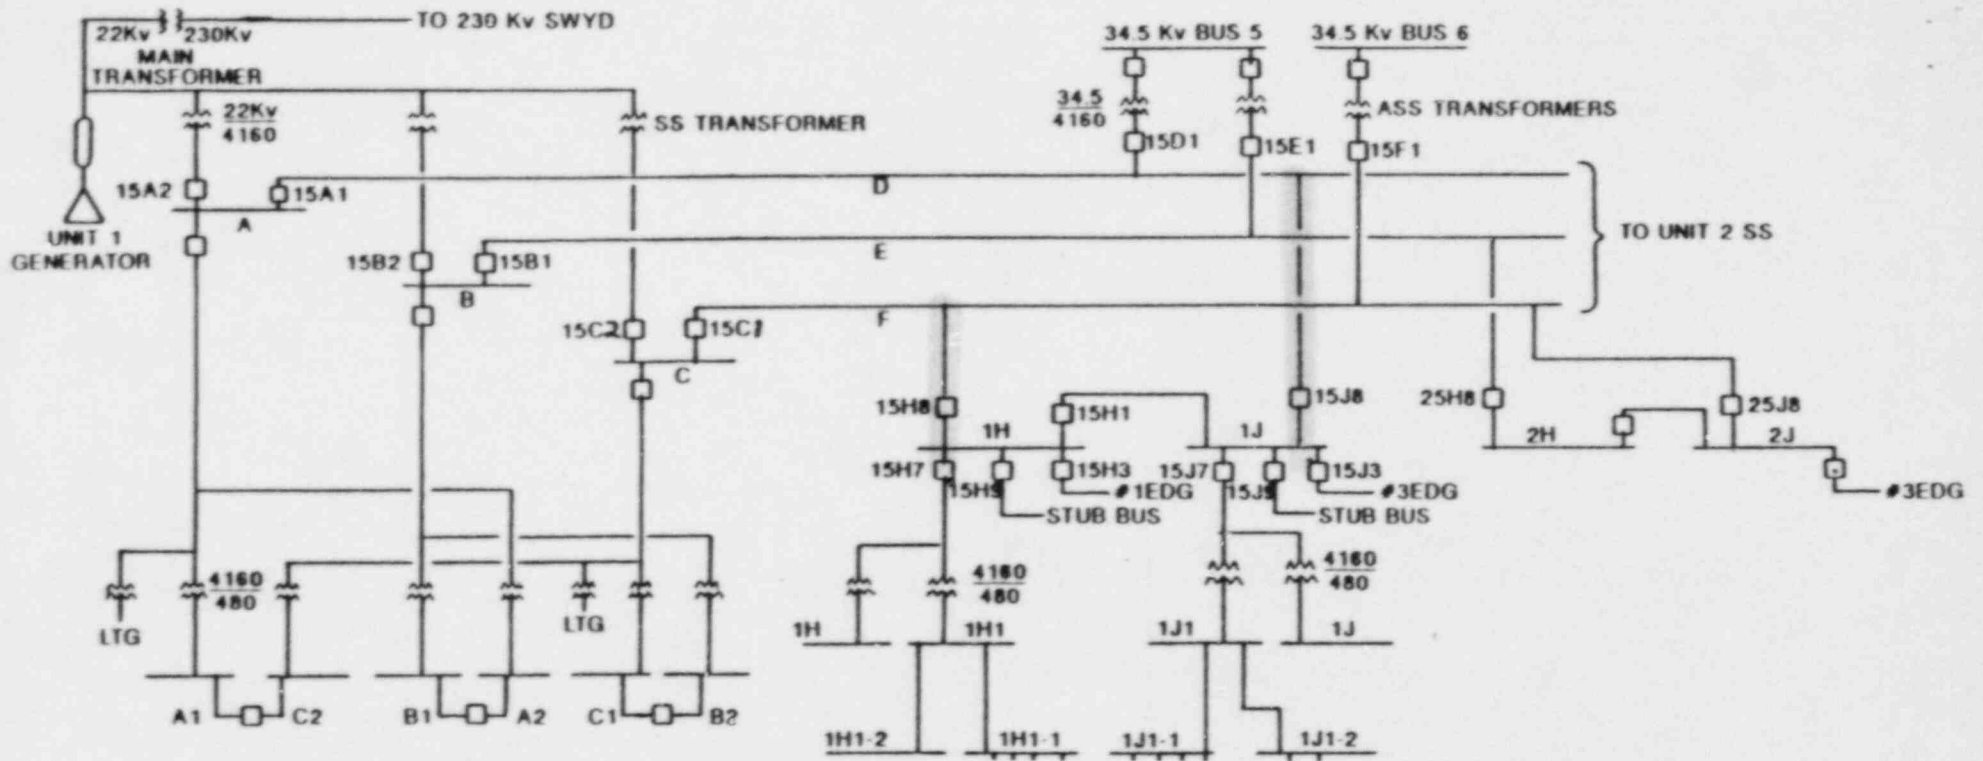 TO 230 Kv SWYD
22Kv 230Kv
MAIN
TRANSFORMER
34.5 Kv BUS 5
34.5 Kv BUS 6
22Kv
4160
SS TRANSFORMER
34.5
4160
ASS TRANSFORMERS
15D1
15E1
15F1
15A2
15A1
A
D
UNIT 1
GENERATOR
TO UNIT 2 SS
15B2
15B1
B
E
15C2
15C1
C
F
15H8
15H1
15J8
25H8
25J8
1H
1J
2H
2J
15H7
15H3
15J7
15J3
#1EDG
#3EDG
#3EDG
STUB BUS
STUB BUS
4160
480
4160
480
4160
480
LTG
LTG
1H
1H1
1J1
1J
A1
C2
B1
A2
C1
B2
1H1-2
1H1-1
1J1-1
1J1-2